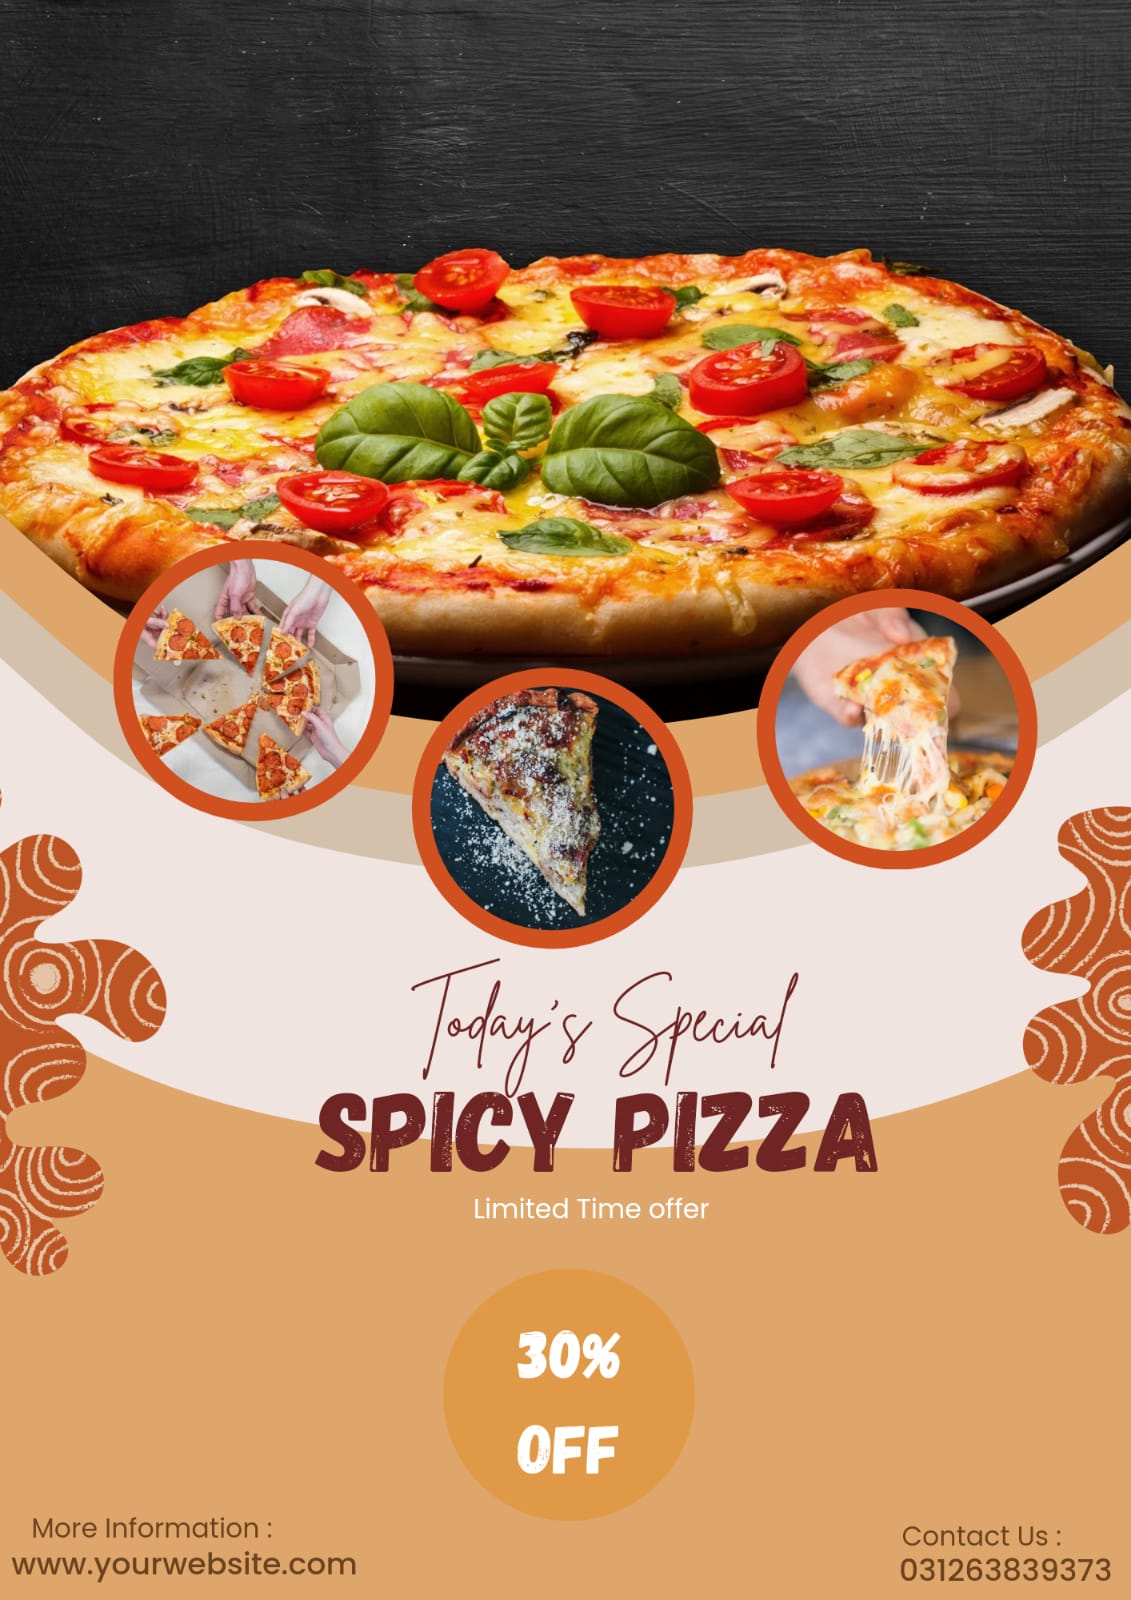 Today's Special
SPICY PIZZA
Limited Time offer
30%
OFF
More Information :
www.yourwebsite.com
Contact Us :
031263839373